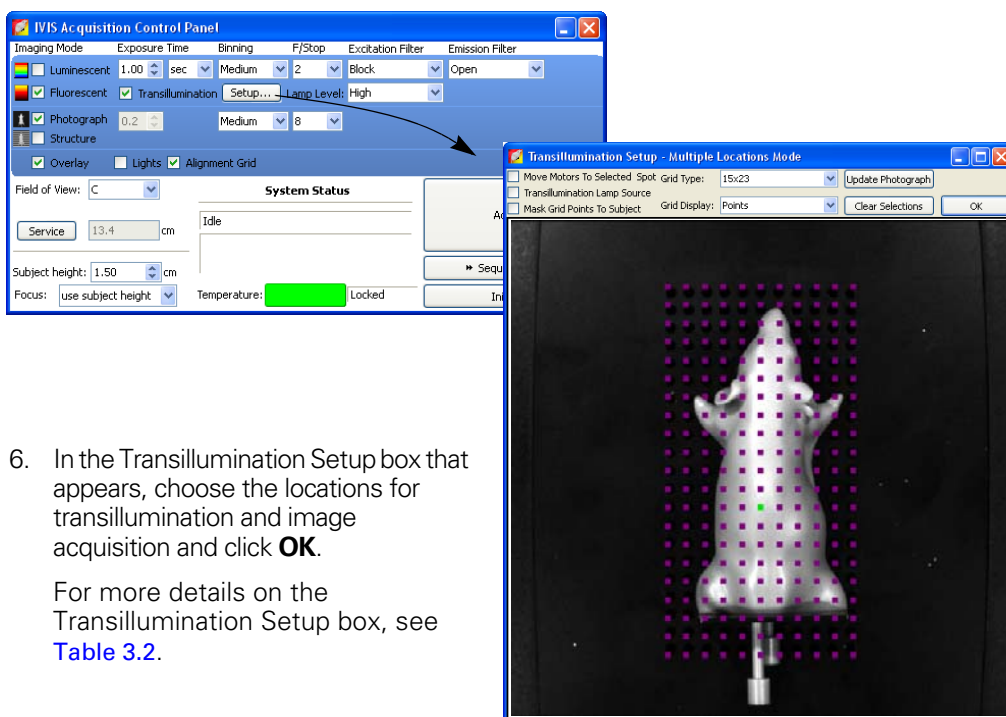 IVIS Acquisition Control Panel
Imaging Mode Exposure Time Binning F/Stop Excitation Filter Emission Filter
Luminescent 1.00 sec Medium 2 Block Open
Fluorescent Transillumination Setup... Lamp Level: High
Photograph 0.2 Medium 8
Structure
Overlay Lights Alignment Grid
Field of View: C System Status
Idle
Service 13.4 cm
Subject height: 1.50 cm
Focus: use subject height Temperature: Locked
Transillumination Setup - Multiple Locations Mode
Move Motors To Selected Spot Grid Type: 15x23 Update Photograph
Transillumination Lamp Source
Mask Grid Points To Subject Grid Display: Points Clear Selections OK
6. In the Transillumination Setup box that
appears, choose the locations for
transillumination and image
acquisition and click OK.
For more details on the
Transillumination Setup box, see
Table 3.2.